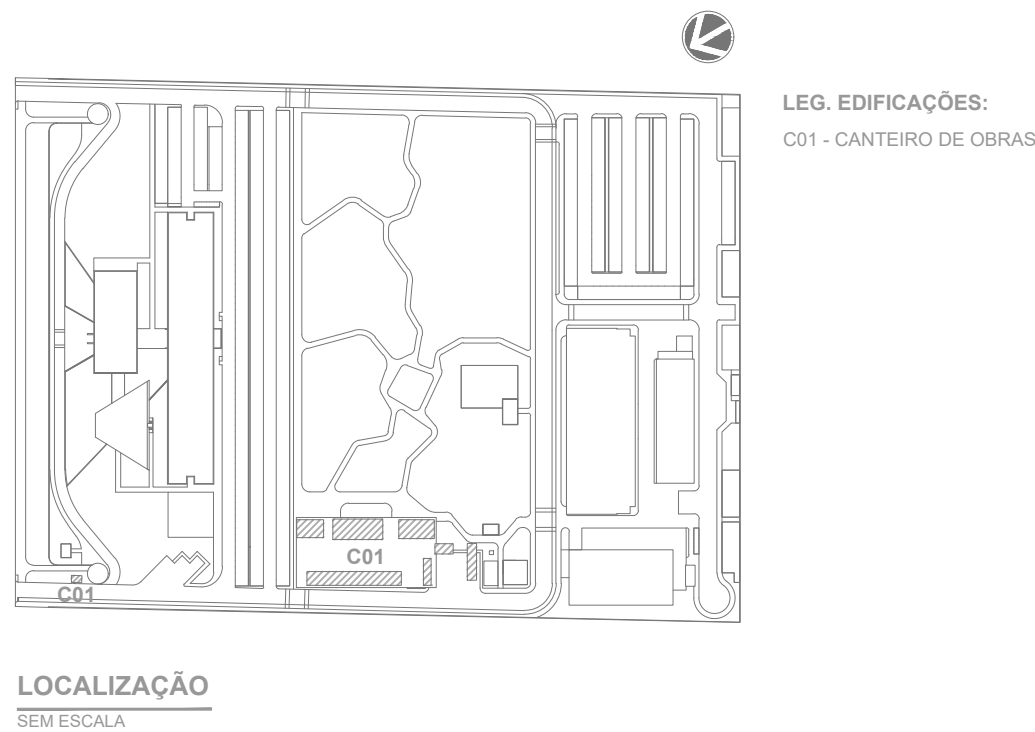 LEG. EDIFICAÇÕES:
C01 - CANTEIRO DE OBRAS
C01
C01
LOCALIZAÇÃO
SEM ESCALA